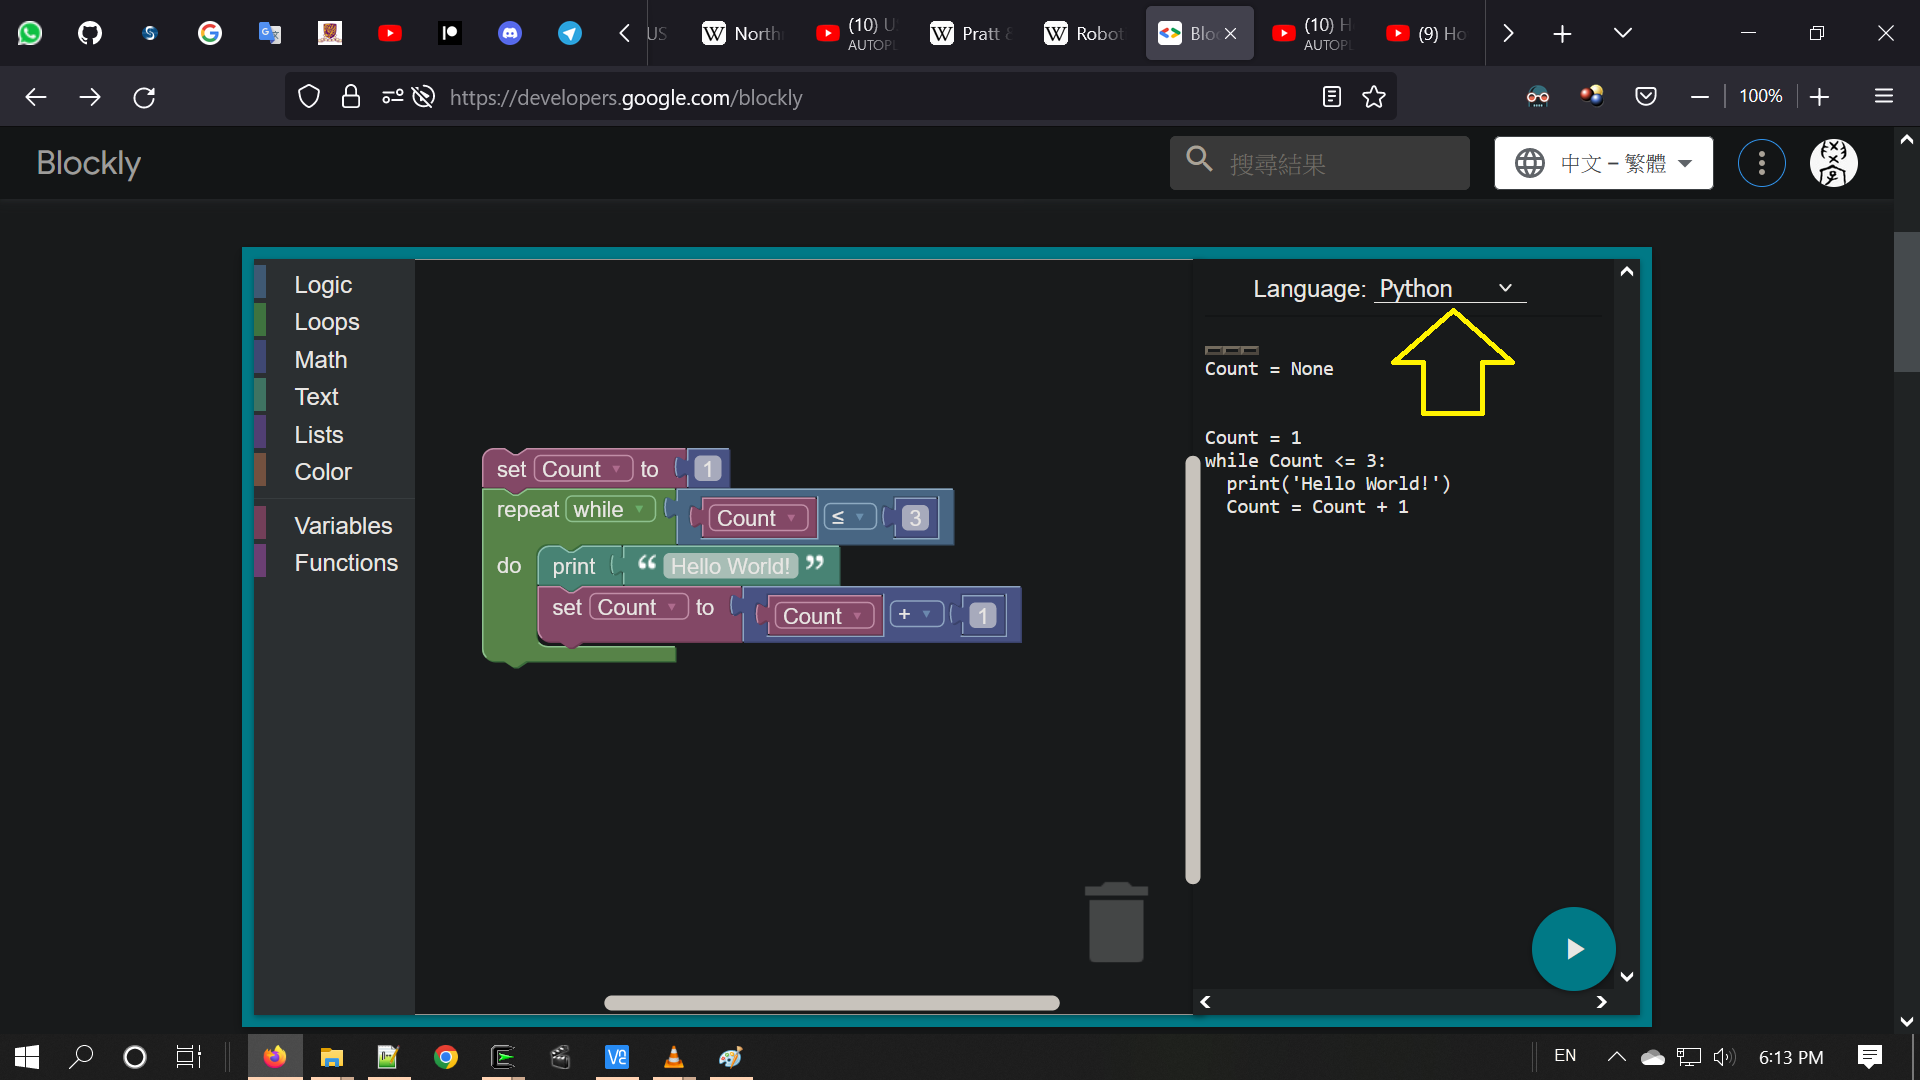 US
North
(10) U
AUTOPL
Pratt &
Robot
Bloc
(10) H
AUTOPL
(9) Ho
https://developers.google.com/blockly
100%
Blockly
搜尋結果
中文 – 繁體
Logic
Loops
Math
Text
Lists
Color
Variables
Functions
set Count to 1
repeat while Count ≤ 3
do print “ Hello World! ”
set Count to Count + 1
Language: Python
Count = None
Count = 1
while Count <= 3:
print('Hello World!')
Count = Count + 1
EN
6:13 PM